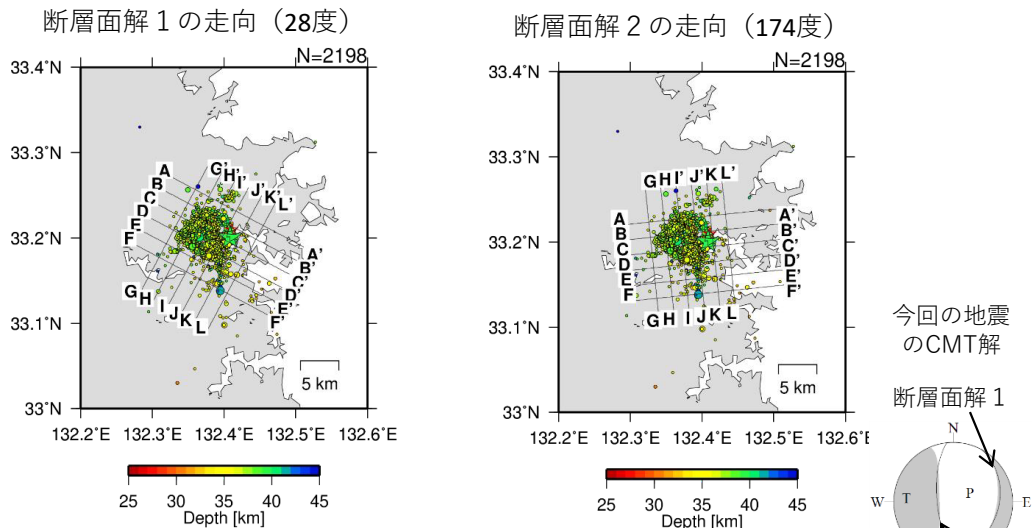 断層面解１の走向（28度）
N=2198
33.4˚N
33.3˚N
33.2˚N
33.1˚N
33˚N
132.2˚E 132.3˚E 132.4˚E 132.5˚E 132.6˚E
A
B
C
D
E
F
G'
H'
I'
J'
K'
L'
A'
B'
C'
D'
E'
F'
G
H
I
J
K
L
5 km
25 30 35 40 45
Depth [km]
断層面解２の走向（174度）
N=2198
33.4˚N
33.3˚N
33.2˚N
33.1˚N
33˚N
132.2˚E 132.3˚E 132.4˚E 132.5˚E 132.6˚E
G H I' J' K L'
A
B
C
D
E
F
A'
B'
C'
D'
E'
F'
G H I J K L
5 km
25 30 35 40 45
Depth [km]
今回の地震
のCMT解
断層面解１
N
W T P E